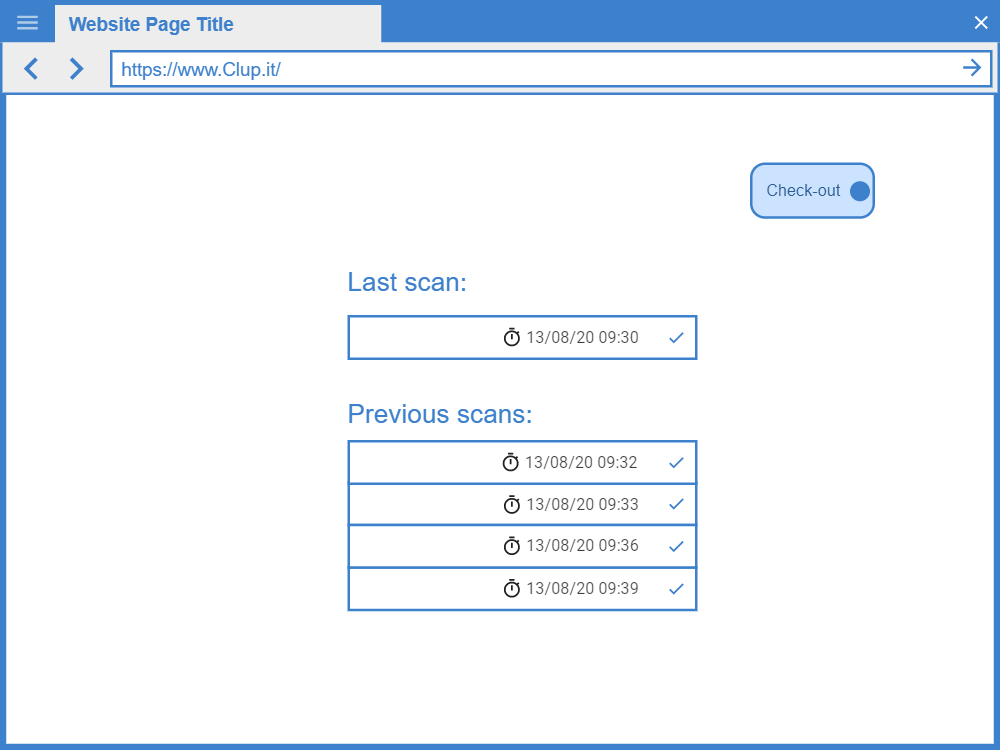 Website Page Title
https://www.Clup.it/
Check-out
Last scan:
13/08/20 09:30
Previous scans:
13/08/20 09:32
13/08/20 09:33
13/08/20 09:36
13/08/20 09:39